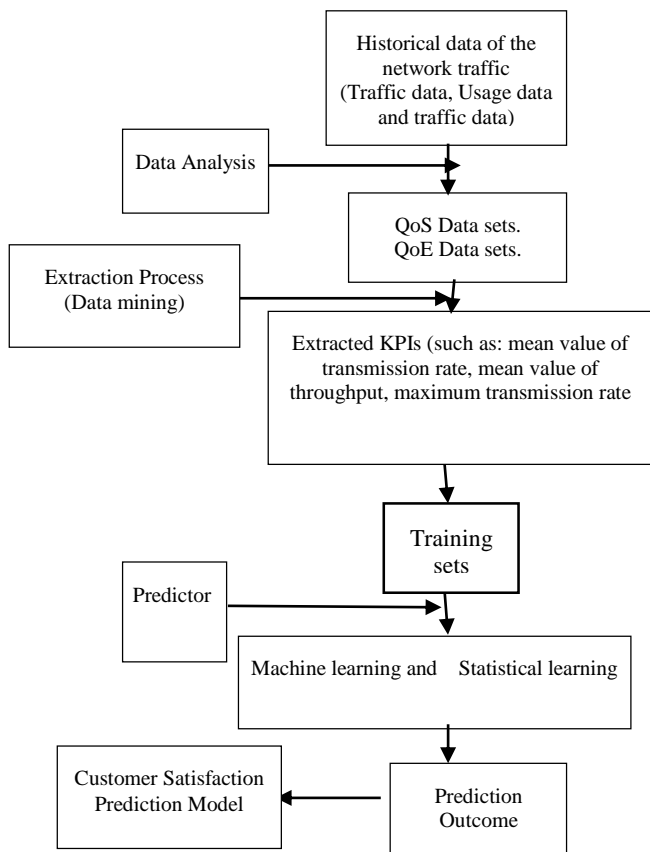 Historical data of the
network traffic
(Traffic data, Usage data
and traffic data)
Data Analysis
QoS Data sets.
QoE Data sets.
Extraction Process
(Data mining)
Extracted KPIs (such as: mean value of
transmission rate, mean value of
throughput, maximum transmission rate
Training
sets
Predictor
Machine learning and Statistical learning
Customer Satisfaction
Prediction Model
Prediction
Outcome